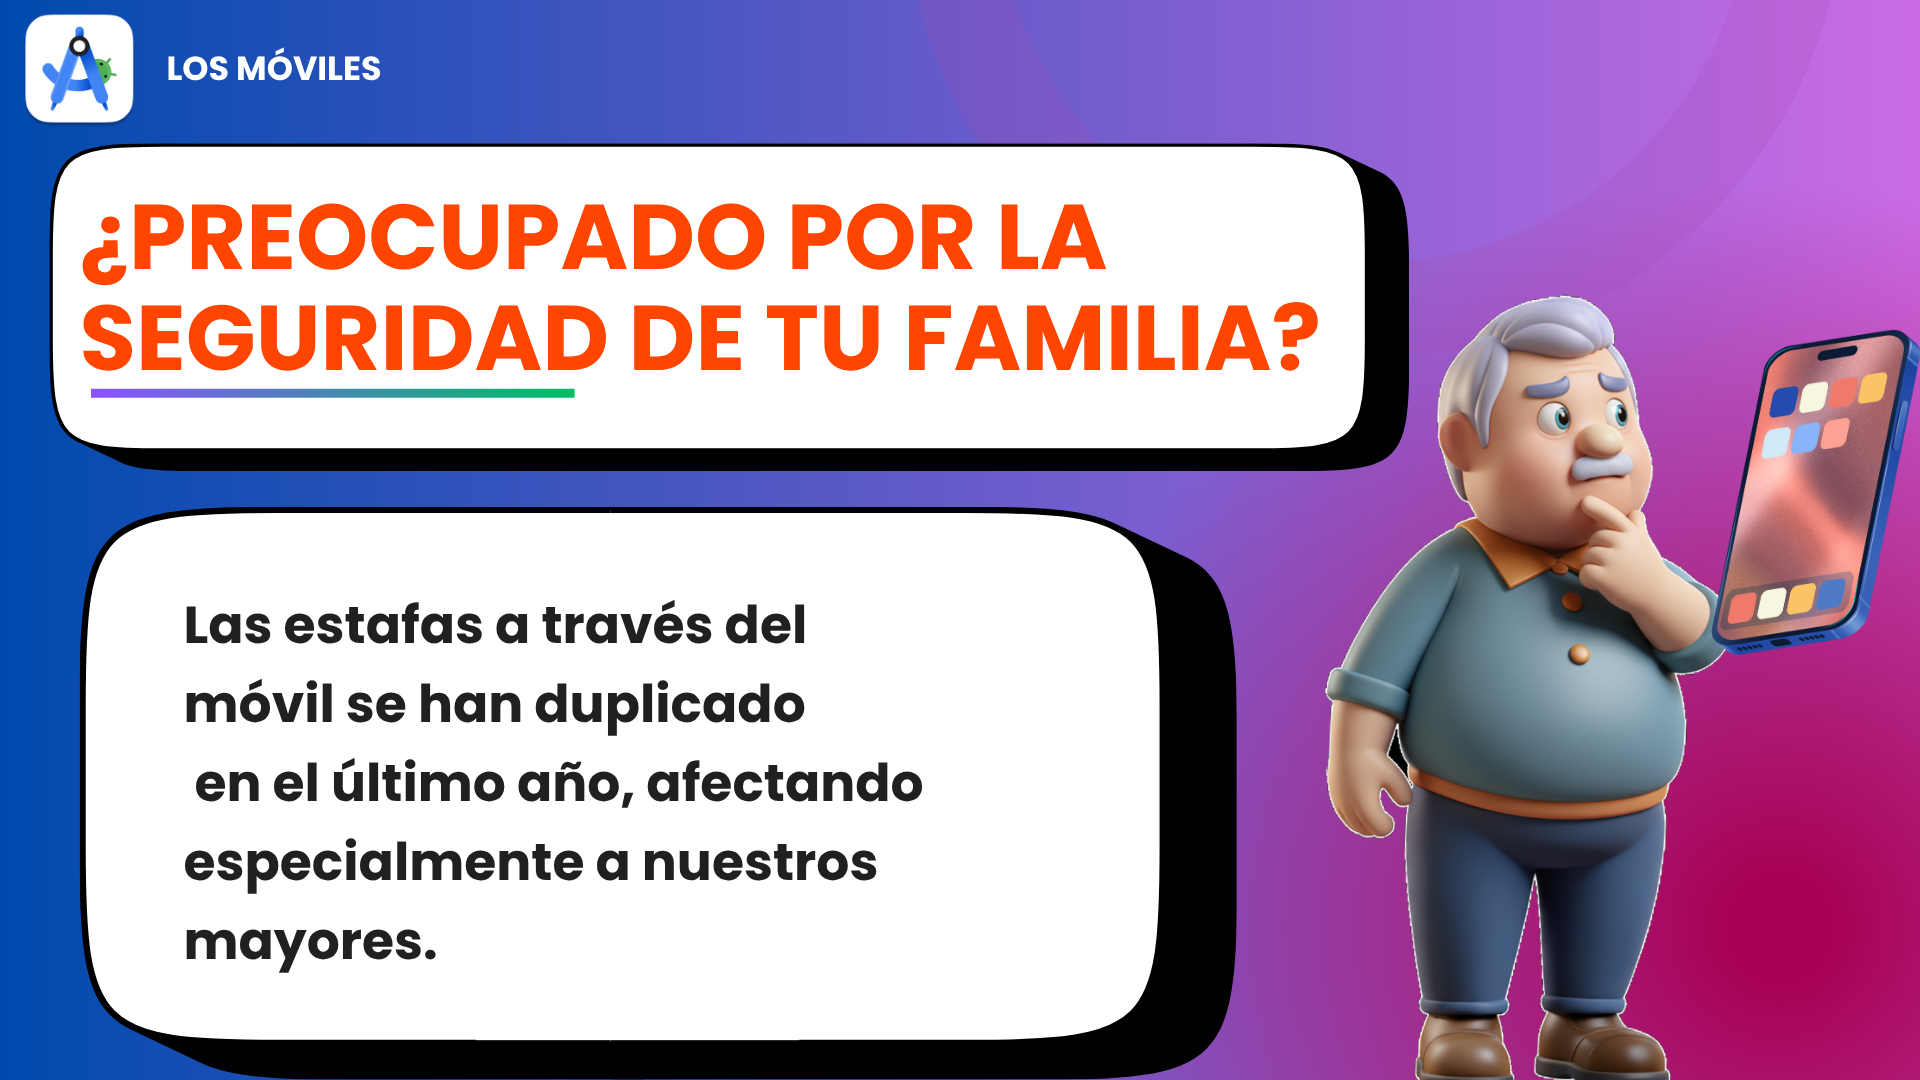 LOS MÓVILES
¿PREOCUPADO POR LA
SEGURIDAD DE TU FAMILIA?
Las estafas a través del
móvil se han duplicado
en el último año, afectando
especialmente a nuestros
mayores.